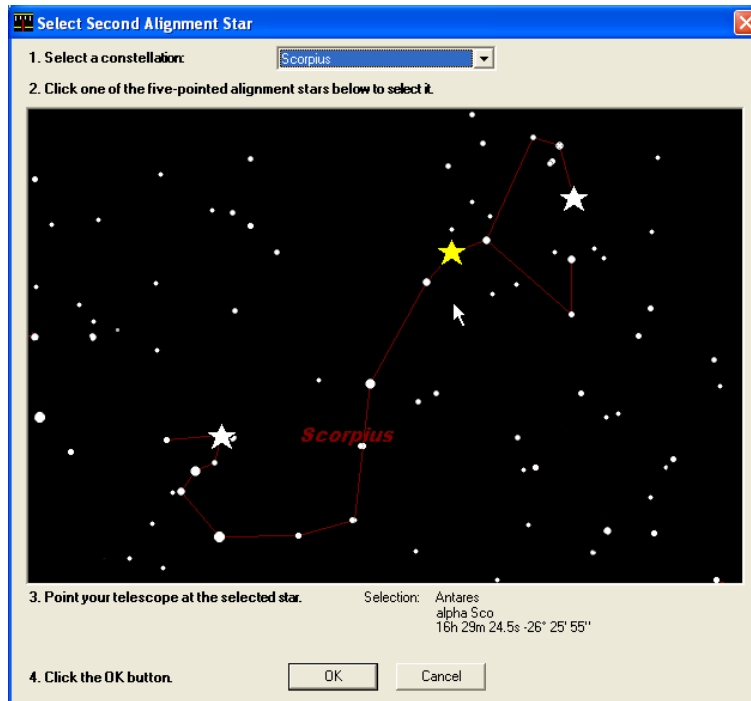 Select Second Alignment Star
1. Select a constellation: Scorpius
2. Click one of the five-pointed alignment stars below to select it.
Scorpius
3. Point your telescope at the selected star. Selection: Antares
alpha Sco
16h 29m 24.5s -26° 25' 55"
4. Click the OK button. OK Cancel